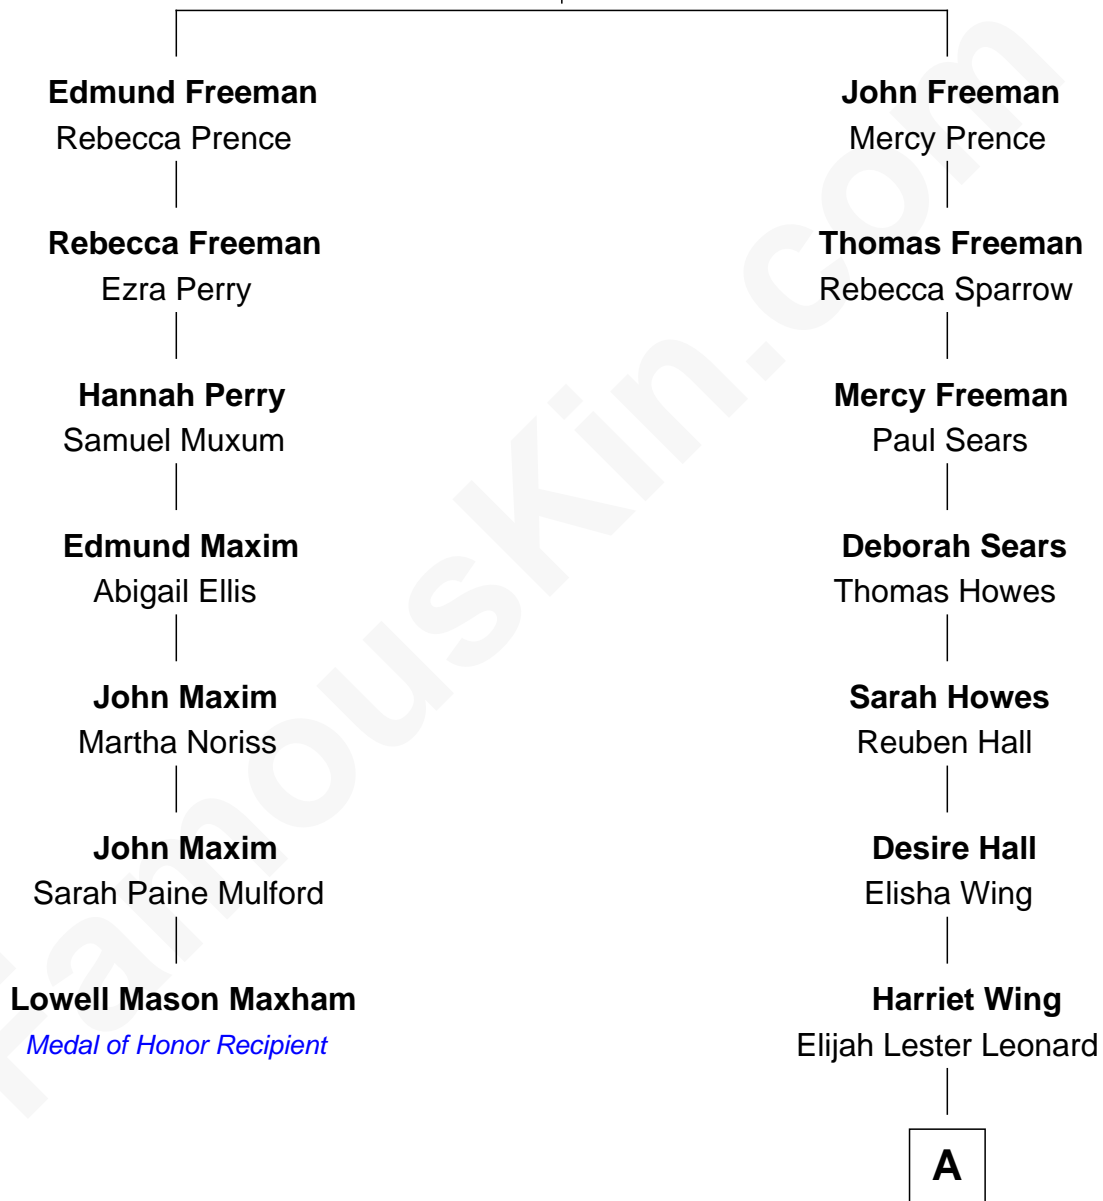 Edmund Freeman
Rebecca Prence
Rebecca Freeman
Ezra Perry
Hannah Perry
Samuel Muxum
Edmund Maxim
Abigail Ellis
John Maxim
Martha Noriss
John Maxim
Sarah Paine Mulford
Lowell Mason Maxham
Medal of Honor Recipient
John Freeman
Mercy Prence
Thomas Freeman
Rebecca Sparrow
Mercy Freeman
Paul Sears
Deborah Sears
Thomas Howes
Sarah Howes
Reuben Hall
Desire Hall
Elisha Wing
Harriet Wing
Elijah Lester Leonard
A
FamousKin.com